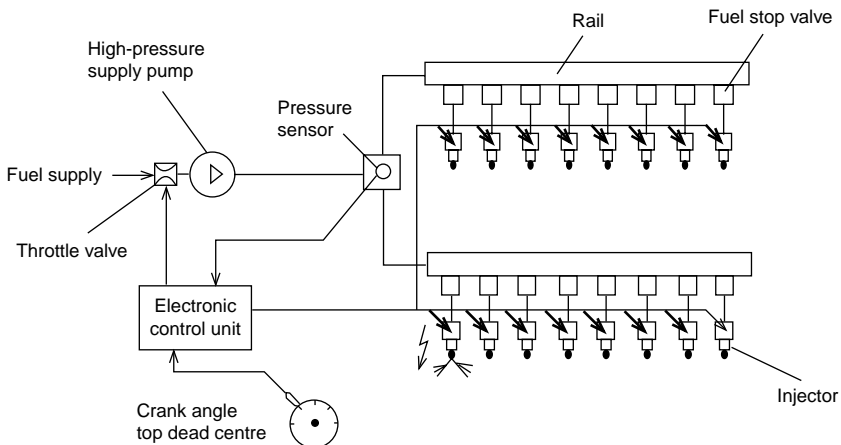 Rail
Fuel stop valve
High-pressure
supply pump
Pressure
sensor
Fuel supply
Throttle valve
Electronic
control unit
Injector
Crank angle
top dead centre